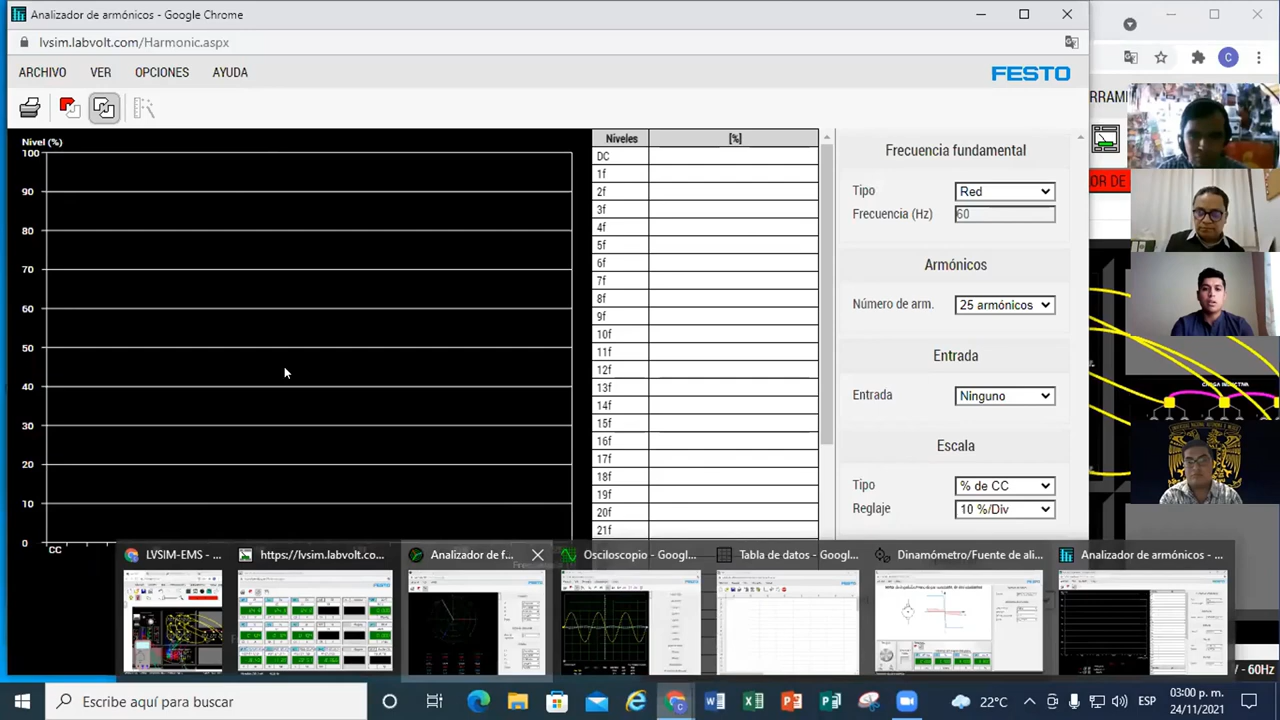 Analizador de armónicos - Google Chrome
lvsim.labvolt.com/Harmonic.aspx
ARCHIVO VER OPCIONES AYUDA
FESTO
Nivel (%)
100
90
80
70
60
50
40
30
20
10
0
CC
Niveles [%]
DC
1f
2f
3f
4f
5f
6f
7f
8f
9f
10f
11f
12f
13f
14f
15f
16f
17f
18f
19f
20f
21f
Frecuencia fundamental
Tipo Red
Frecuencia (Hz) 60
Armónicos
Número de arm. 25 armónicos
Entrada
Entrada Ninguno
Escala
Tipo % de CC
Reglaje 10 %/Div
C
RRAMI
OR DE
CARGA INDUCTIVA
LVSIM-EMS - ...
https://lvsim.labvolt.co...
Analizador de f...
Osciloscopio - Googl...
Tabla de datos - Googl...
Dinamómetro/Fuente de ali...
Analizador de armónicos - ...
V - 60Hz
Escribe aquí para buscar
22°C
ESP
03:00 p. m.
24/11/2021